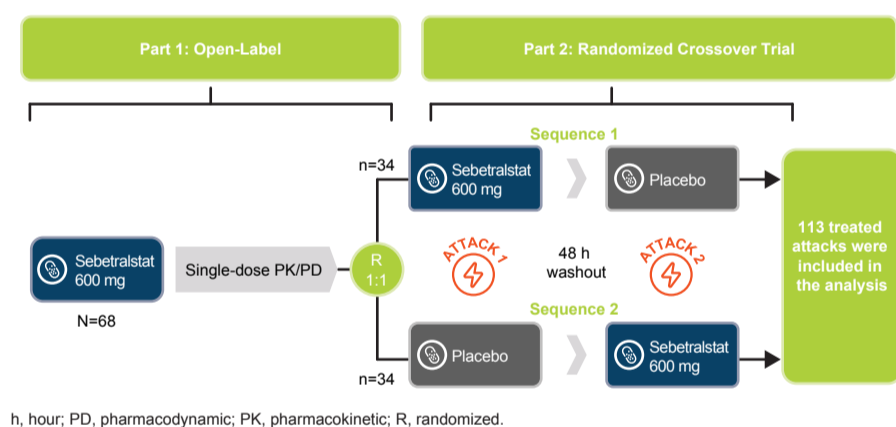 Part 1: Open-Label
Part 2: Randomized Crossover Trial
Sequence 1
n=34
Sebetralstat
600 mg
Placebo
Sebetralstat
600 mg
N=68
Single-dose PK/PD
R
1:1
ATTACK 1
48 h
washout
ATTACK 2
113 treated
attacks were
included in
the analysis
Sequence 2
n=34
Placebo
Sebetralstat
600 mg
h, hour; PD, pharmacodynamic; PK, pharmacokinetic; R, randomized.